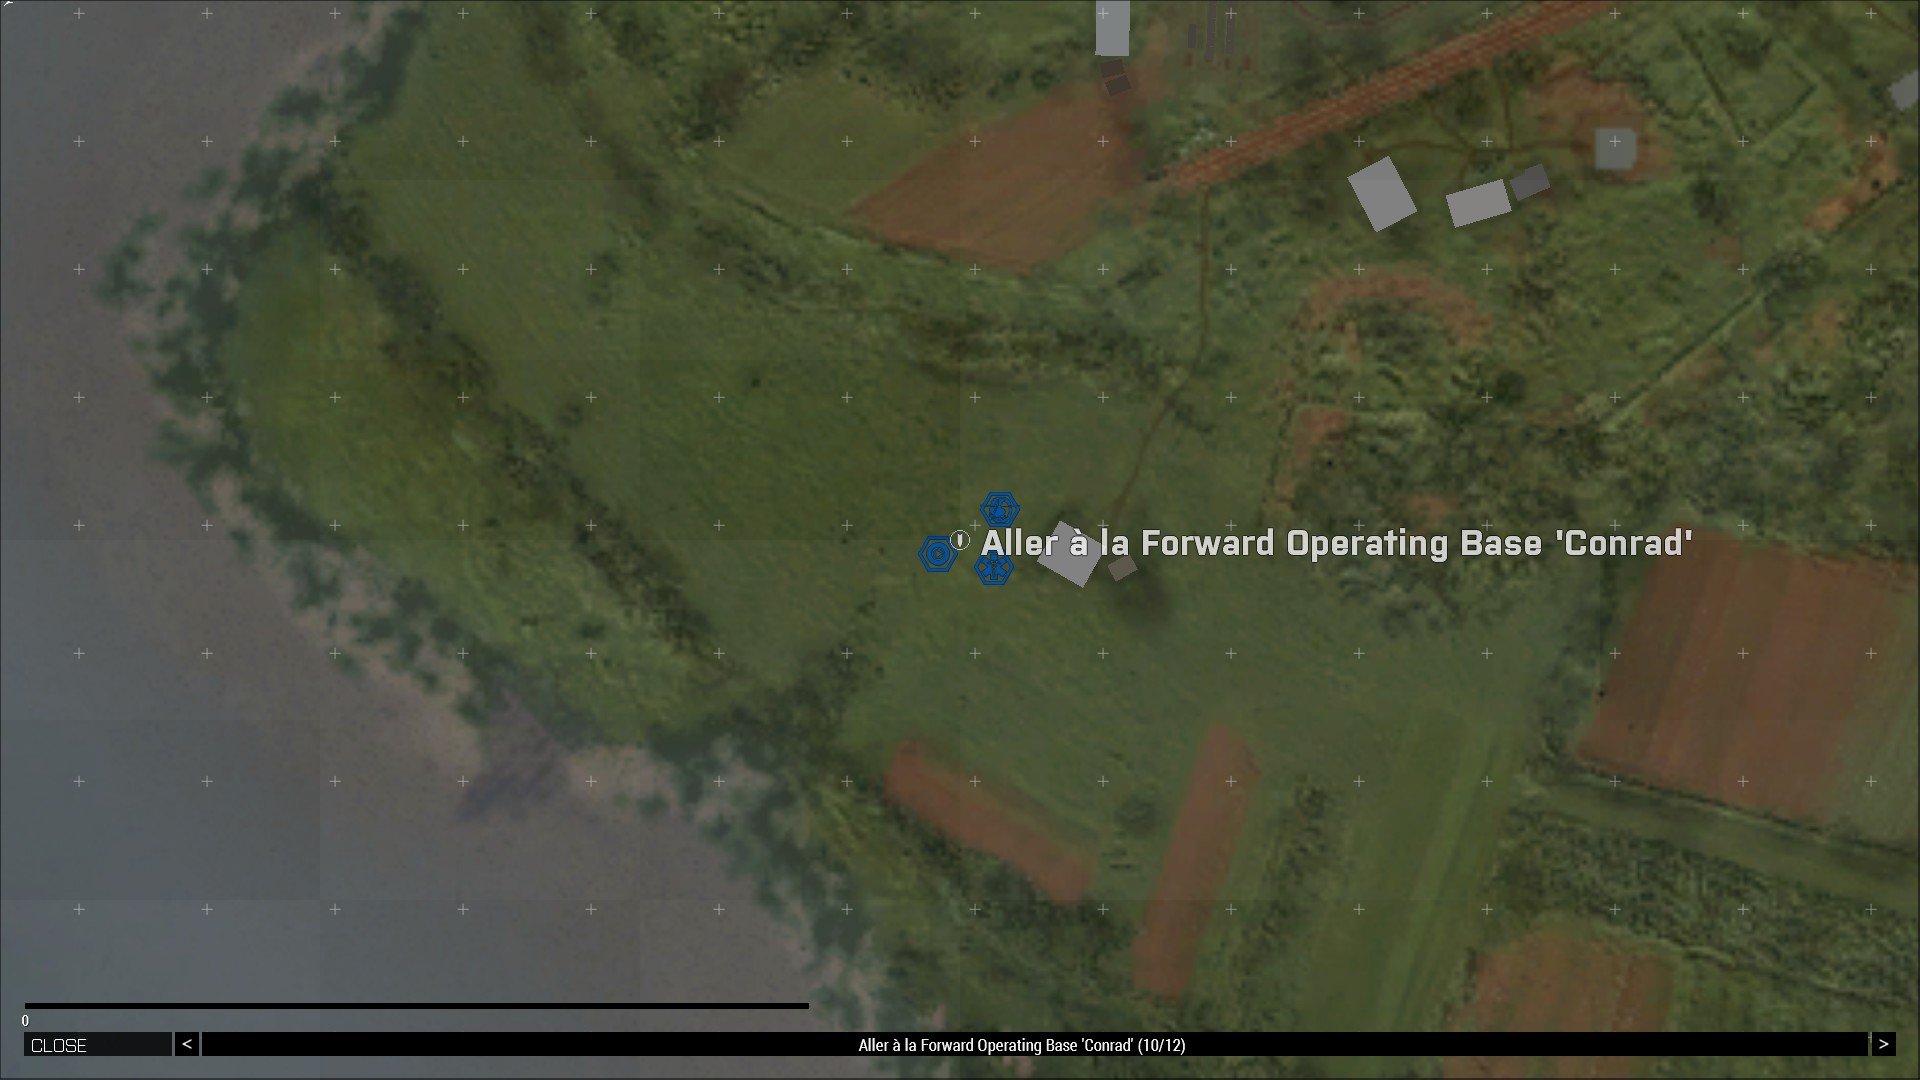 Aller à la Forward Operating Base 'Conrad'
0
CLOSE
<
Aller à la Forward Operating Base 'Conrad' (10/12)
>